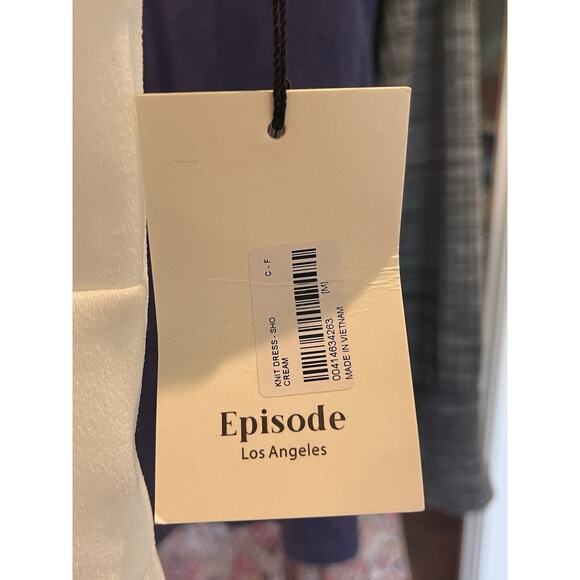 KNIT DRESS - SHO C - F
CREAM
[M]
00414634263
MADE IN VIETNAM
Episode
Los Angeles